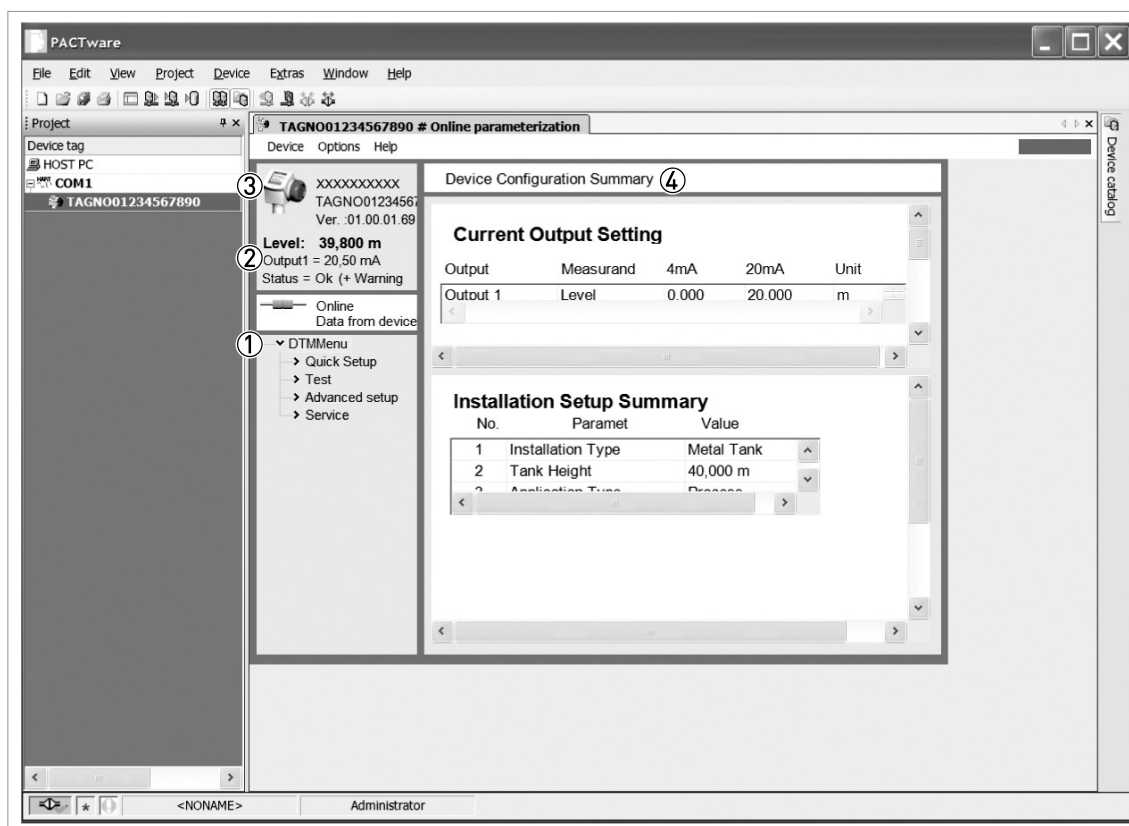 PACTware
File Edit View Project Device Extras Window Help
Project
Device tag
HOST PC
COM1
TAGNO01234567890
TAGNO01234567890 # Online parameterization
Device Options Help
③
XXXXXXXXXX
TAGNO01234567
Ver. :01.00.01.69
Level: 39,800 m
②
Output1 = 20,50 mA
Status = Ok (+ Warning
Online
Data from device
①
DTMMenu
Quick Setup
Test
Advanced setup
Service
Device Configuration Summary ④
Current Output Setting
Output Measurand 4mA 20mA Unit
Output 1 Level 0.000 20.000 m
Installation Setup Summary
No. Paramet Value
1 Installation Type Metal Tank
2 Tank Height 40,000 m
3 Application Type Process
Device catalog
<NONAME> Administrator